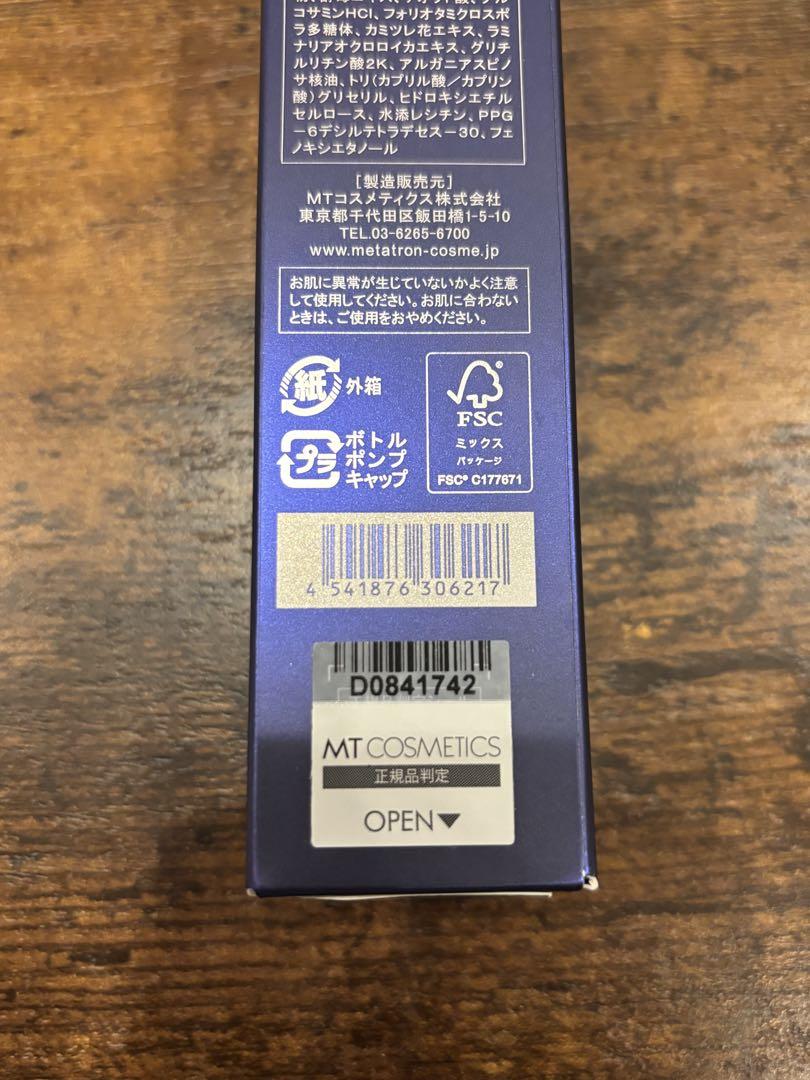 コサミンHCl、フォリオタミクロスポ
ラ多糖体、カミツレ花エキス、ラミ
ナリアオクロロイカエキス、グリチ
ルリチン酸2K、アルガニアスピノ
サ核油、トリ(カプリル酸/カプリン
酸)グリセリル、ヒドロキシエチル
セルロース、水添レシチン、PPG
-6デシルテトラデセス-30、フェ
ノキシエタノール
[製造販売元]
MTコスメティクス株式会社
東京都千代田区飯田橋1-5-10
TEL.03-6265-6700
www.metatron-cosme.jp
お肌に異常が生じていないかよく注意
して使用してください。お肌に合わない
ときは、ご使用をおやめください。
紙 外箱
プラ ボトル
ポンプ
キャップ
FSC
ミックス
パッケージ
FSC® C177671
4 541876 306217
D0841742
MT COSMETICS
正規品判定
OPEN▼